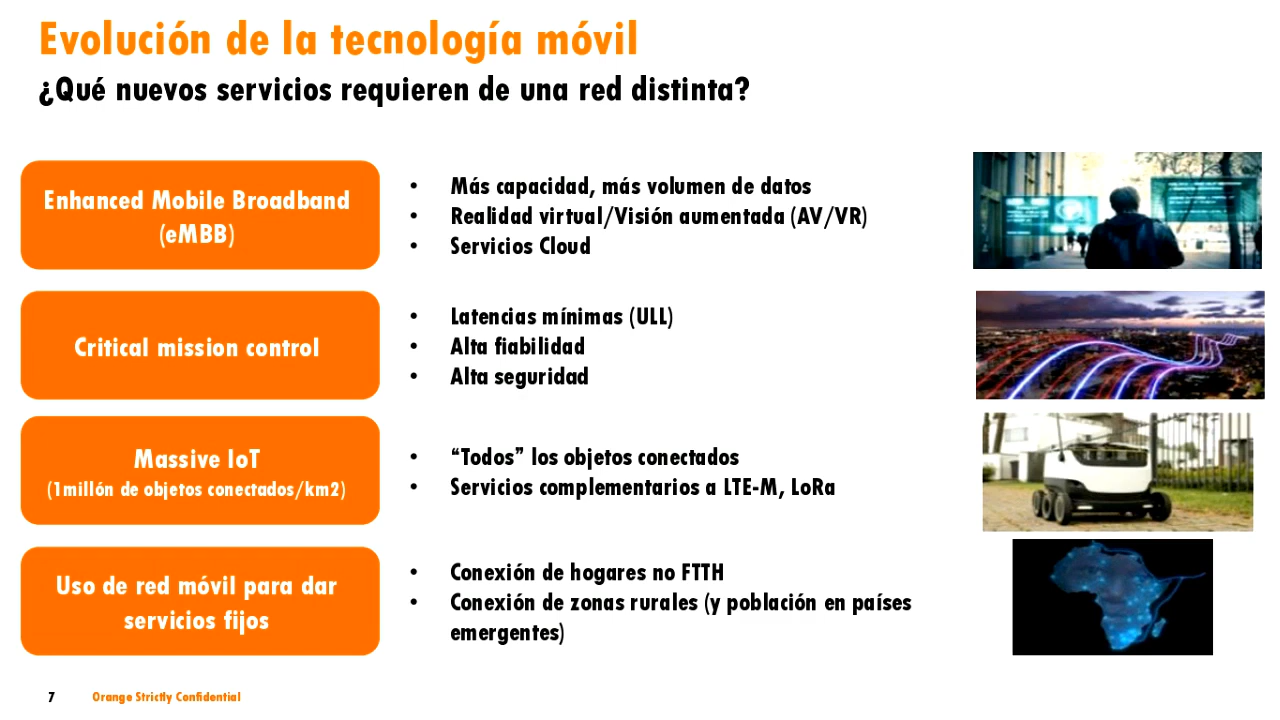 Evolución de la tecnología móvil
¿Qué nuevos servicios requieren de una red distinta?
Enhanced Mobile Broadband
(eMBB)
• Más capacidad, más volumen de datos
• Realidad virtual/Visión aumentada (AV/VR)
• Servicios Cloud
Critical mission control
• Latencias mínimas (ULL)
• Alta fiabilidad
• Alta seguridad
Massive IoT
(1millón de objetos conectados/km2)
• “Todos” los objetos conectados
• Servicios complementarios a LTE-M, LoRa
Uso de red móvil para dar
servicios fijos
• Conexión de hogares no FTTH
• Conexión de zonas rurales (y población en países
emergentes)
7 Orange Strictly Confidential